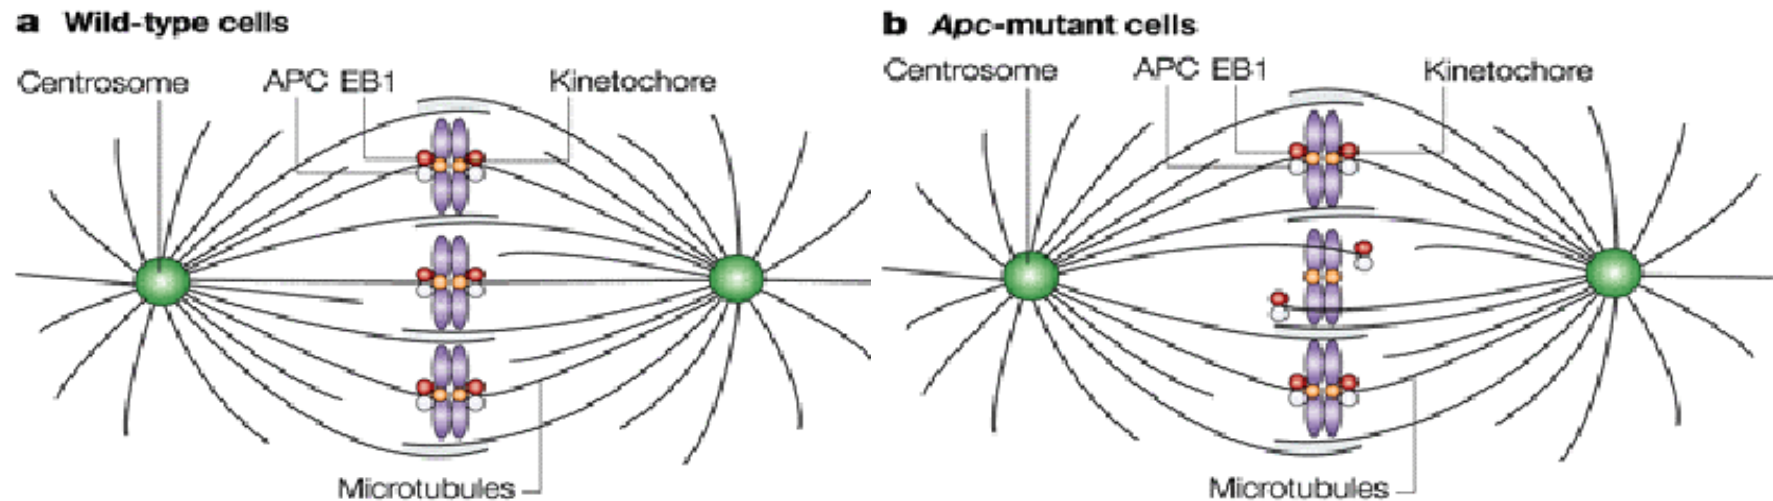 a Wild-type cells
Centrosome APC EB1 Kinetochore
Microtubules
b Apc-mutant cells
Centrosome APC EB1 Kinetochore
Microtubules